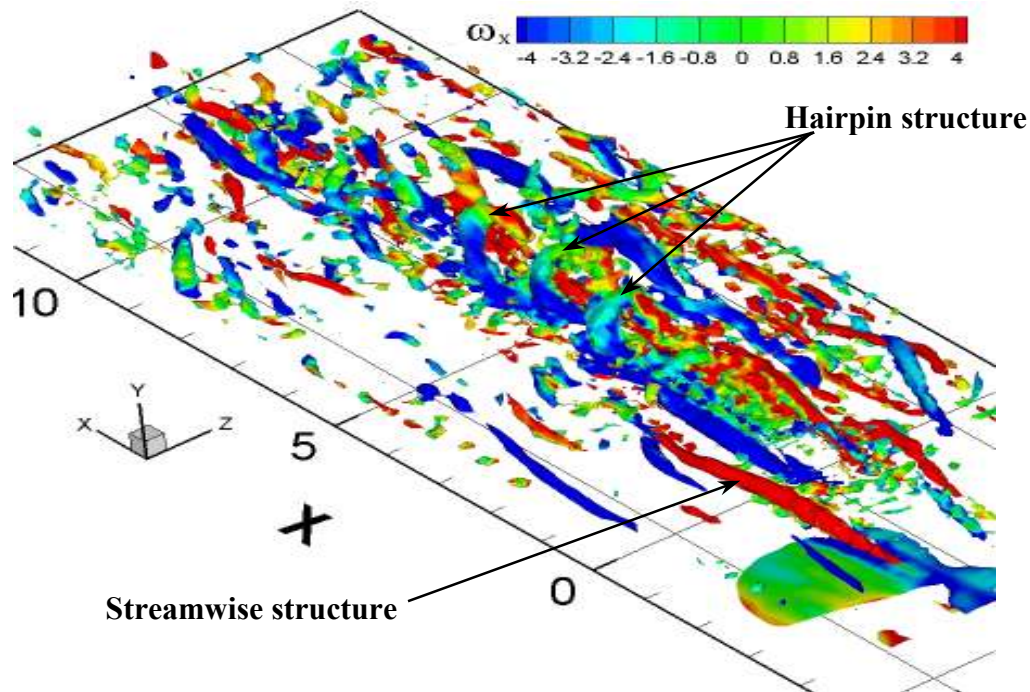 ωx
-4 -3.2 -2.4 -1.6 -0.8 0 0.8 1.6 2.4 3.2 4
Hairpin structure
10
Y
X
Z
5
X
0
Streamwise structure